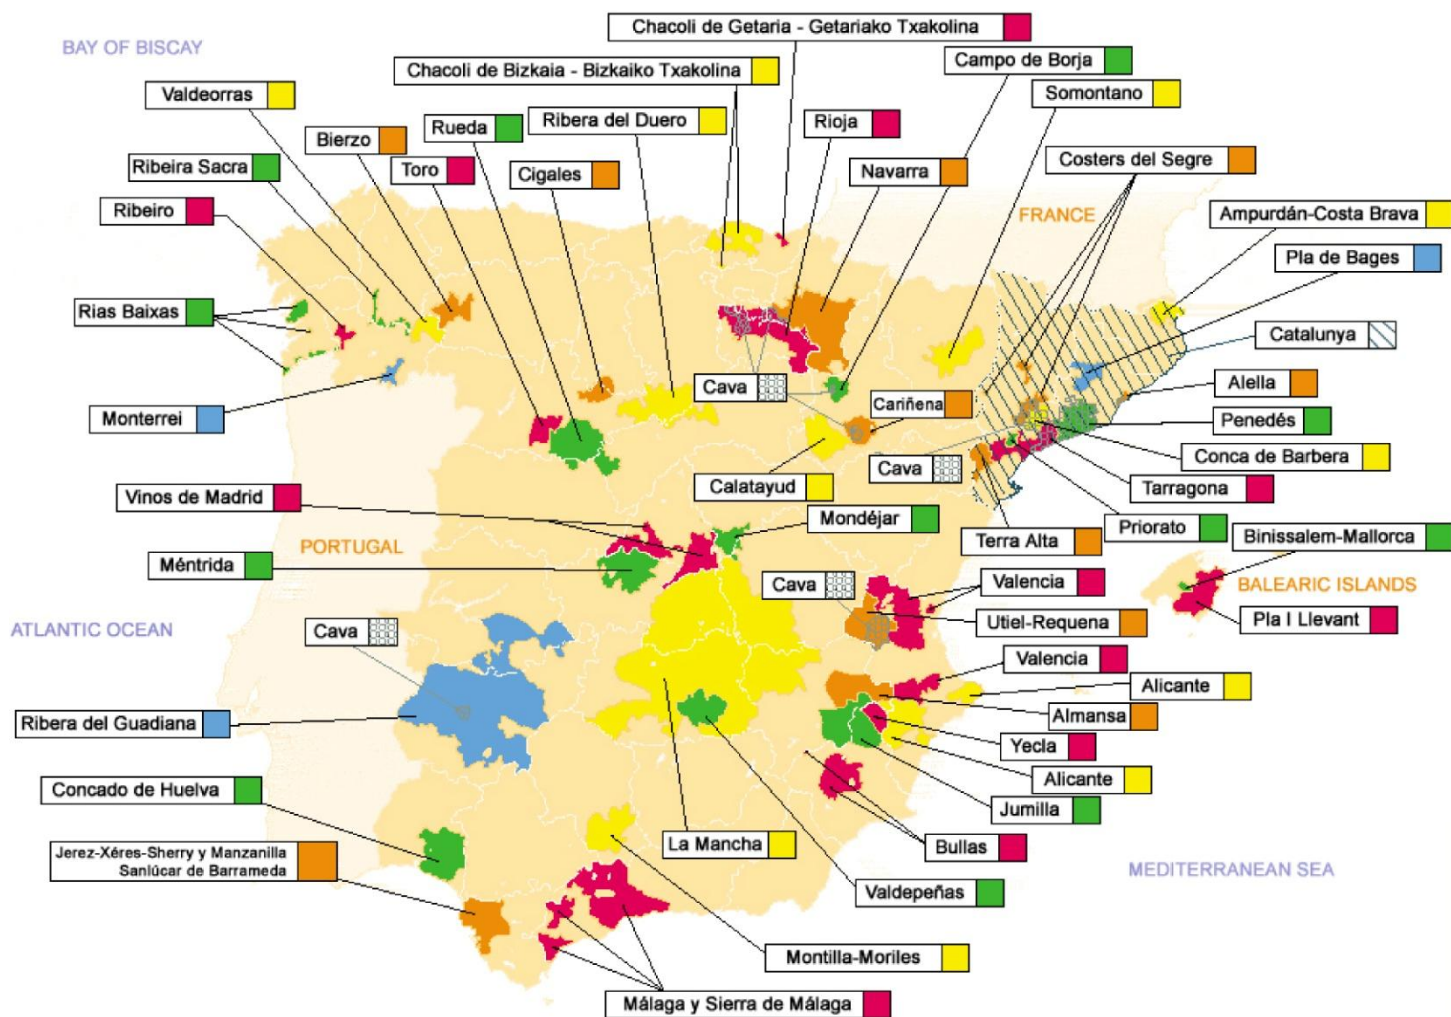 Chacoli de Getaria - Getariako Txakolina
BAY OF BISCAY
Campo de Borja
Chacoli de Bizkaia - Bizkaiko Txakolina
Valdeorras
Somontano
Ribera del Duero
Rioja
Rueda
Bierzo
Costers del Segre
Ribeira Sacra
Toro
Cigales
Navarra
Ribeiro
FRANCE
Ampurdán-Costa Brava
Pla de Bages
Rias Baixas
Catalunya
Cava
Alella
Cariñena
Monterrei
Penedés
Conca de Barbera
Cava
Calatayud
Tarragona
Vinos de Madrid
Mondéjar
Priorato
Terra Alta
Binissalem-Mallorca
PORTUGAL
Méntrida
Cava
Valencia
BALEARIC ISLANDS
Utiel-Requena
Pla I Llevant
ATLANTIC OCEAN
Cava
Valencia
Alicante
Ribera del Guadiana
Almansa
Yecla
Alicante
Concado de Huelva
Jumilla
La Mancha
Bullas
Jerez-Xéres-Sherry y Manzanilla
Sanlúcar de Barrameda
MEDITERRANEAN SEA
Valdepeñas
Montilla-Moriles
Málaga y Sierra de Málaga